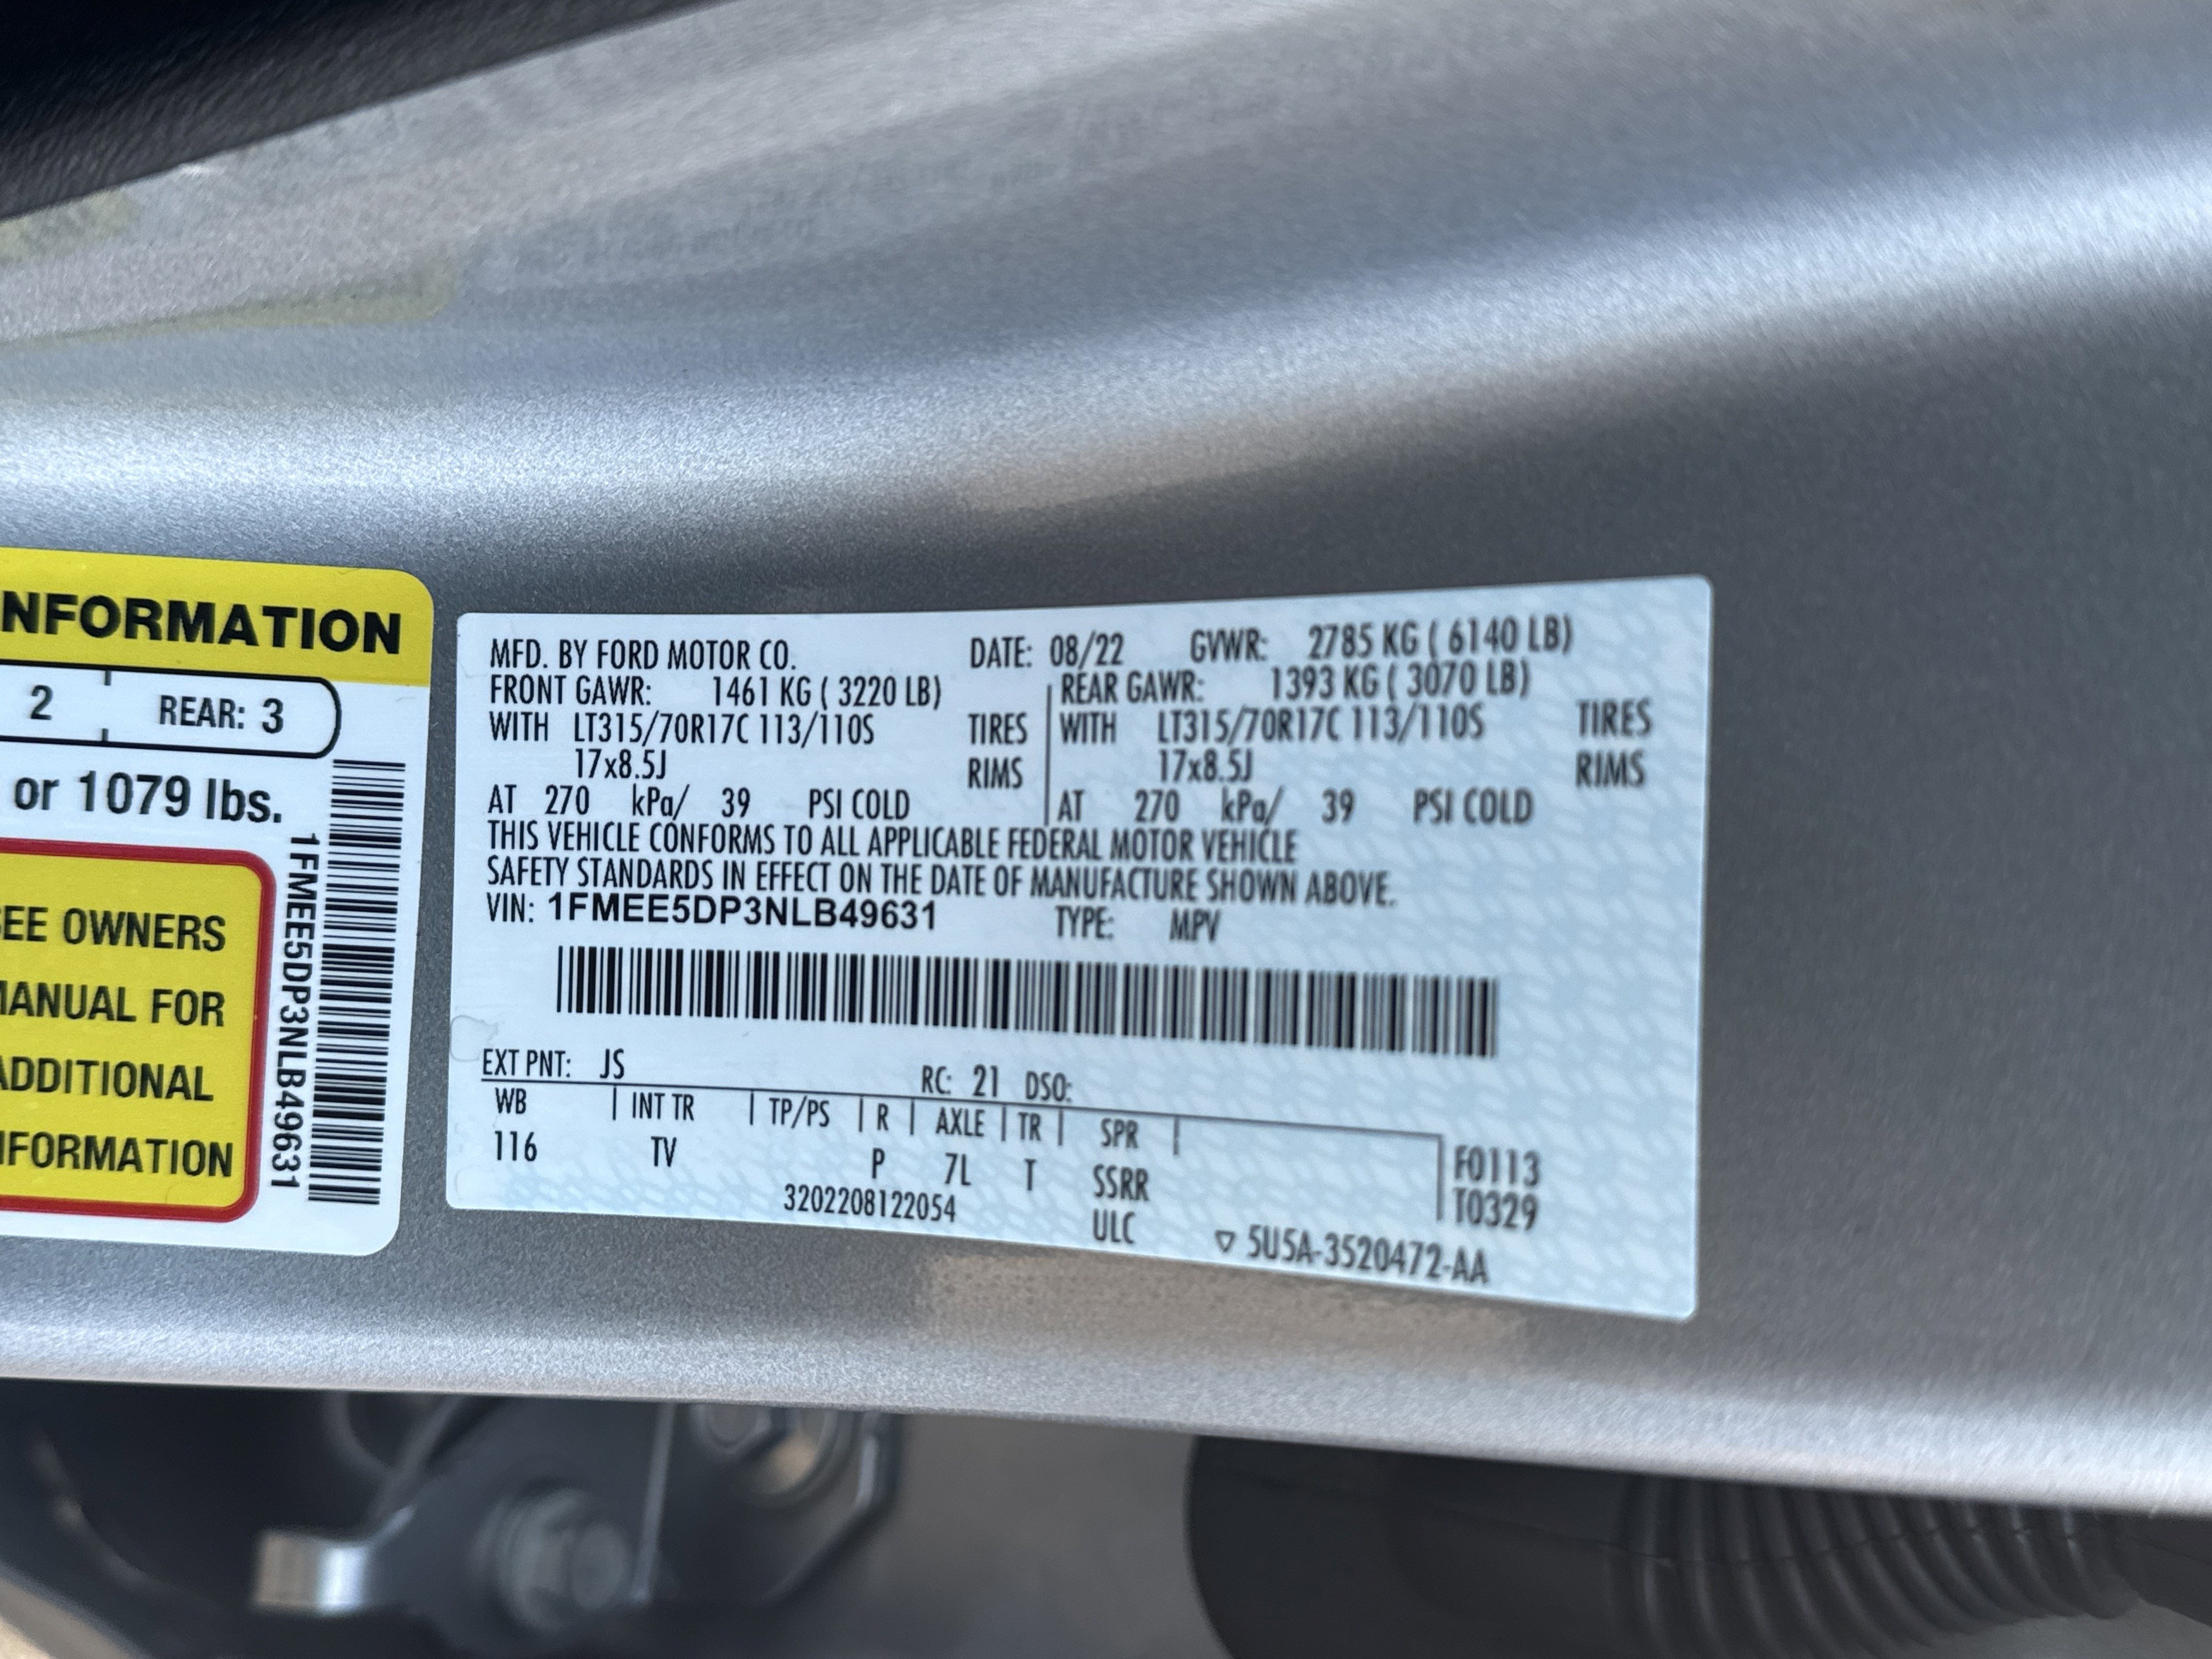 NFORMATION
2 REAR: 3
or 1079 lbs.
EE OWNERS
MANUAL FOR
ADDITIONAL
NFORMATION
1FMEE5DP3NLB49631
MFD. BY FORD MOTOR CO. DATE: 08/22 GVWR: 2785 KG ( 6140 LB)
FRONT GAWR: 1461 KG ( 3220 LB) REAR GAWR: 1393 KG ( 3070 LB)
WITH LT315/70R17C 113/110S TIRES WITH LT315/70R17C 113/110S TIRES
17x8.5J RIMS 17x8.5J RIMS
AT 270 kPa/ 39 PSI COLD AT 270 kPa/ 39 PSI COLD
THIS VEHICLE CONFORMS TO ALL APPLICABLE FEDERAL MOTOR VEHICLE
SAFETY STANDARDS IN EFFECT ON THE DATE OF MANUFACTURE SHOWN ABOVE.
VIN: 1FMEE5DP3NLB49631 TYPE: MPV
EXT PNT: JS RC: 21 DSO:
WB INT TR TP/PS R AXLE TR SPR
116 TV P 7L T SSRR F0113
3202208122054 ULC T0329
▽ 5U5A-3520472-AA